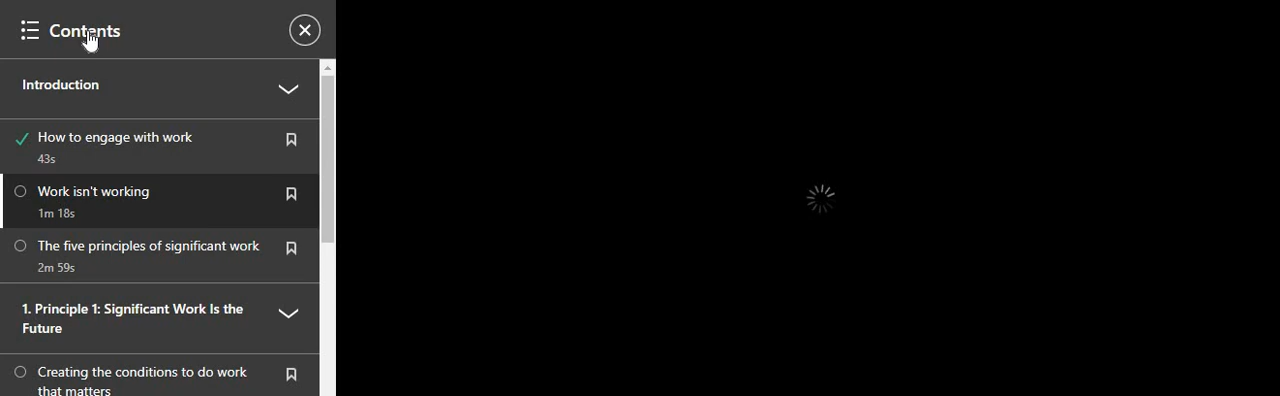 Contents
Introduction
How to engage with work
43s
Work isn't working
1m 18s
The five principles of significant work
2m 59s
1. Principle 1: Significant Work Is the
Future
Creating the conditions to do work
that matters